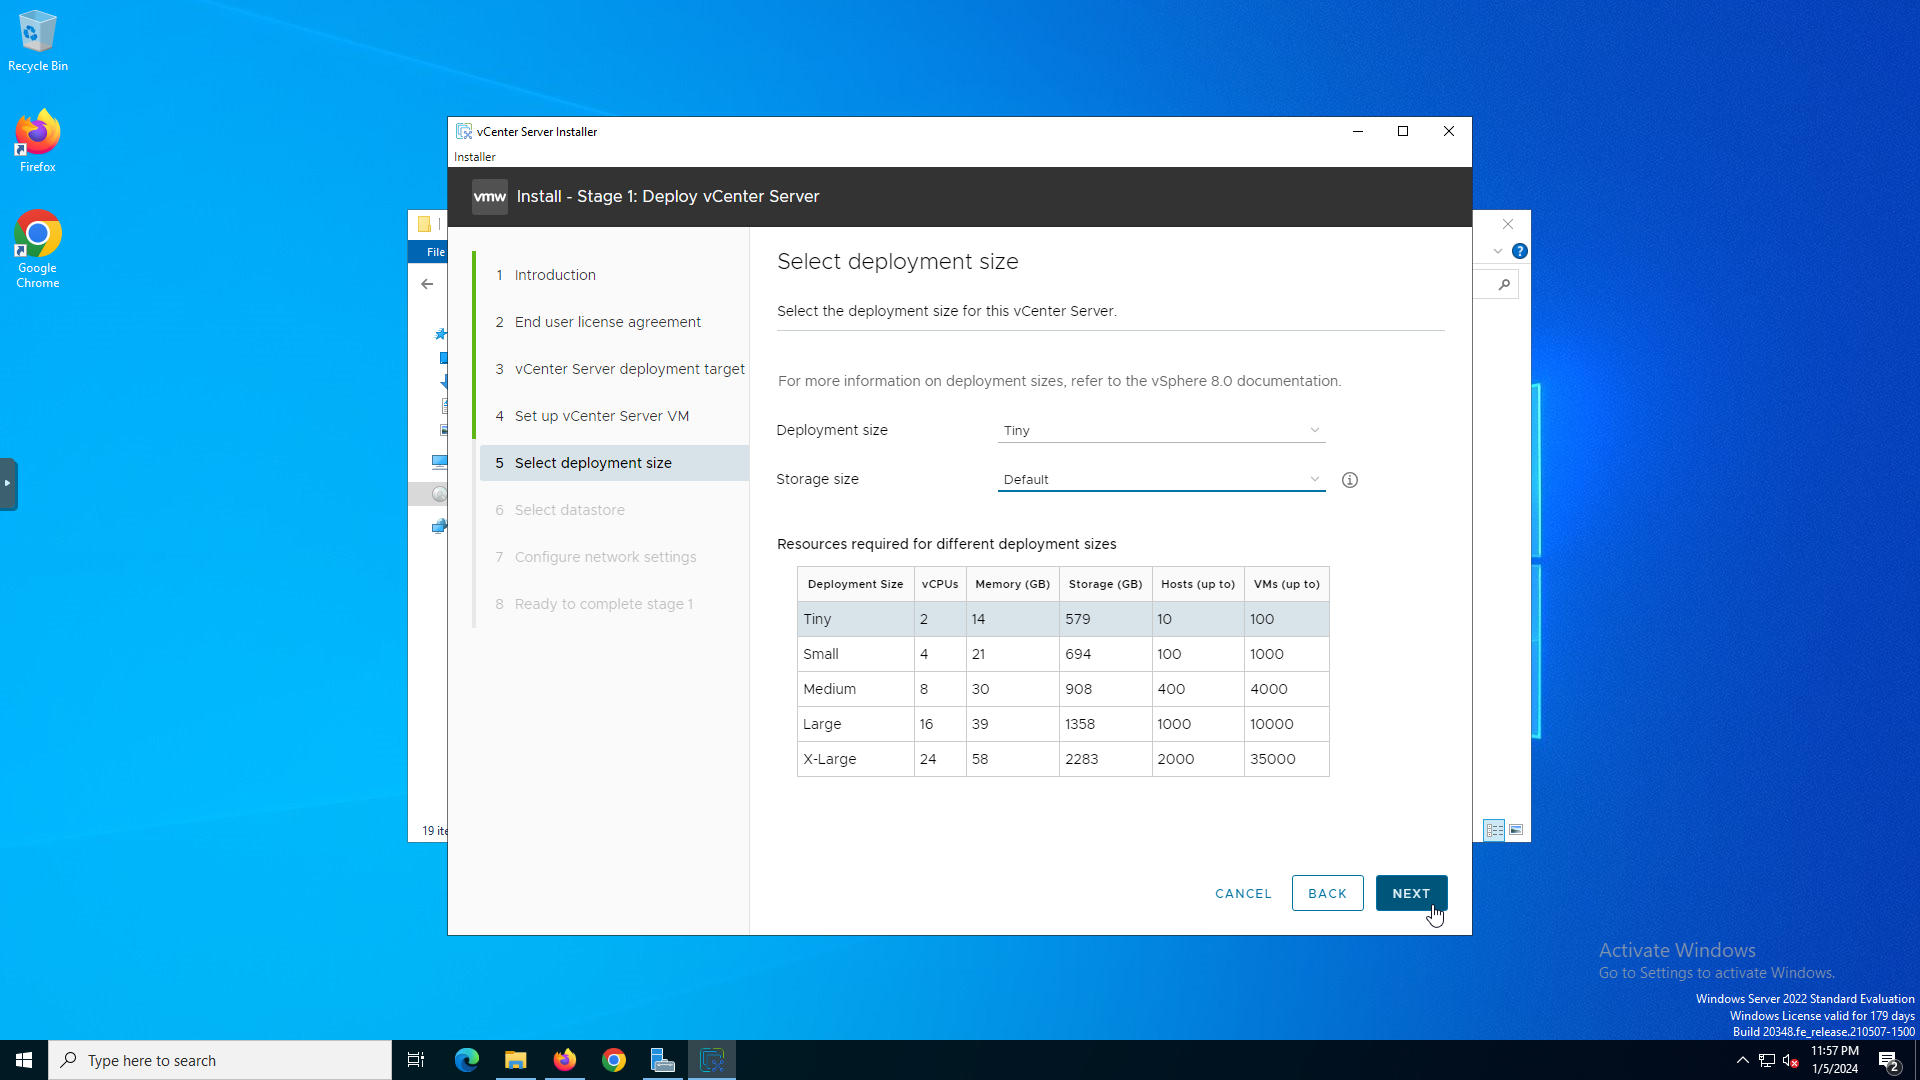 Recycle Bin
Firefox
Google
Chrome
vCenter Server Installer
Installer
vmw Install - Stage 1: Deploy vCenter Server
File
1 Introduction
2 End user license agreement
3 vCenter Server deployment target
4 Set up vCenter Server VM
5 Select deployment size
6 Select datastore
7 Configure network settings
8 Ready to complete stage 1
19 ite
Select deployment size
Select the deployment size for this vCenter Server.
For more information on deployment sizes, refer to the vSphere 8.0 documentation.
Deployment size Tiny
Storage size Default
Resources required for different deployment sizes
Deployment Size vCPUs Memory (GB) Storage (GB) Hosts (up to) VMs (up to)
Tiny 2 14 579 10 100
Small 4 21 694 100 1000
Medium 8 30 908 400 4000
Large 16 39 1358 1000 10000
X-Large 24 58 2283 2000 35000
CANCEL BACK NEXT
Activate Windows
Go to Settings to activate Windows.
Windows Server 2022 Standard Evaluation
Windows License valid for 179 days
Build 20348.fe_release.210507-1500
Type here to search
11:57 PM
1/5/2024
2